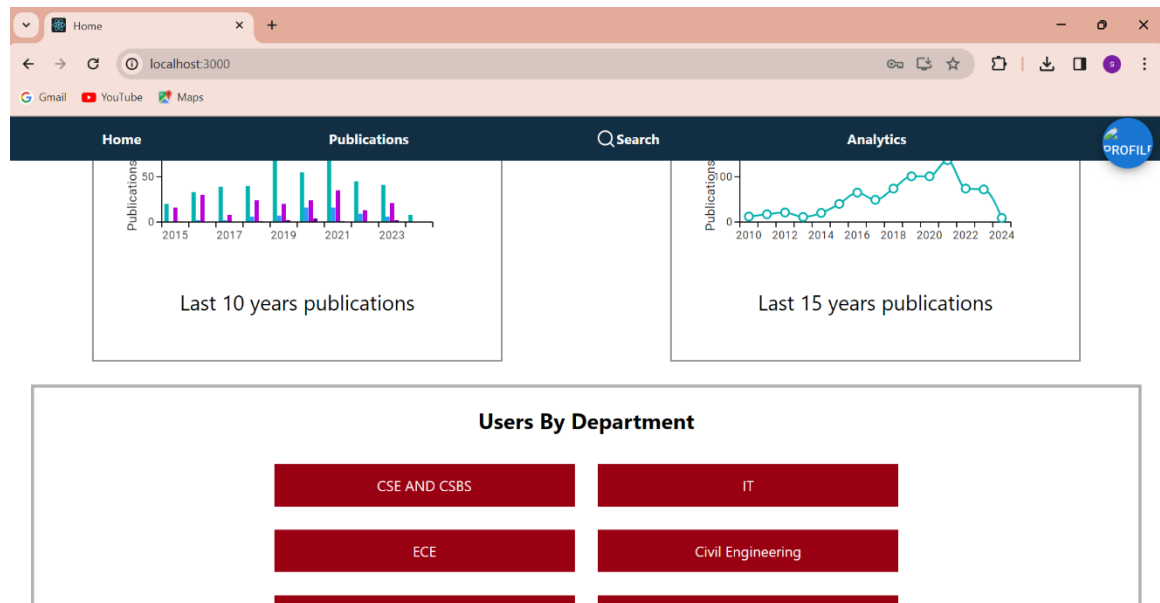 Home
localhost:3000
S
Gmail YouTube Maps
Home Publications Search Analytics PROFILE
Publications
50
0
2015 2017 2019 2021 2023
Last 10 years publications
Publications
100
0
2010 2012 2014 2016 2018 2020 2022 2024
Last 15 years publications
Users By Department
CSE AND CSBS IT
ECE Civil Engineering